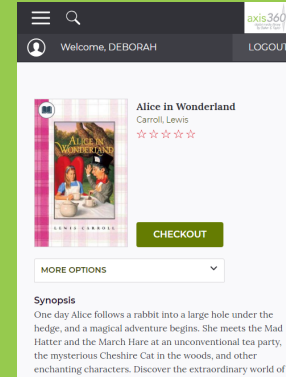 axis360
Welcome, DEBORAH
LOGOUT
ALICE IN
WONDERLAND
LEWIS CARROLL
Alice in Wonderland
Carroll, Lewis
CHECKOUT
MORE OPTIONS
Synopsis
One day Alice follows a rabbit into a large hole under the
hedge, and a magical adventure begins. She meets the Mad
Hatter and the March Hare at an unconventional tea party,
the mysterious Cheshire Cat in the woods, and other
enchanting characters. Discover the extraordinary world of